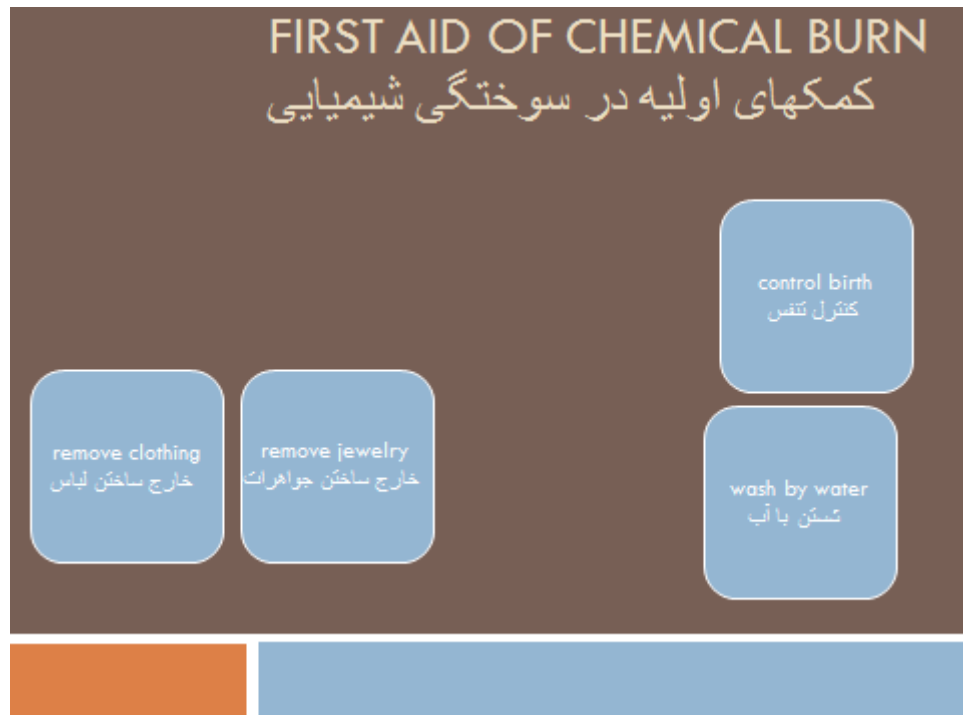 FIRST AID OF CHEMICAL BURN
کمکهای اولیه در سوختگی شیمیایی
control birth
کنترل تنفس
remove clothing
خارج ساختن لباس
remove jewelry
خارج ساختن جواهرات
wash by water
شستن با آب